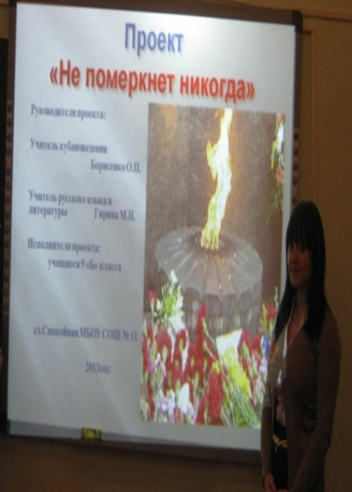 Проект
«Не померкнет никогда»
Руководители проекта:
Учитель кубановедения
Борисенко О.П.
Учитель русского языка и
литературы Гирина М.Н.
Исполнители проекта:
учащиеся 9 «Б» класса
ст.Спокойная МБОУ СОШ № 11
2013год